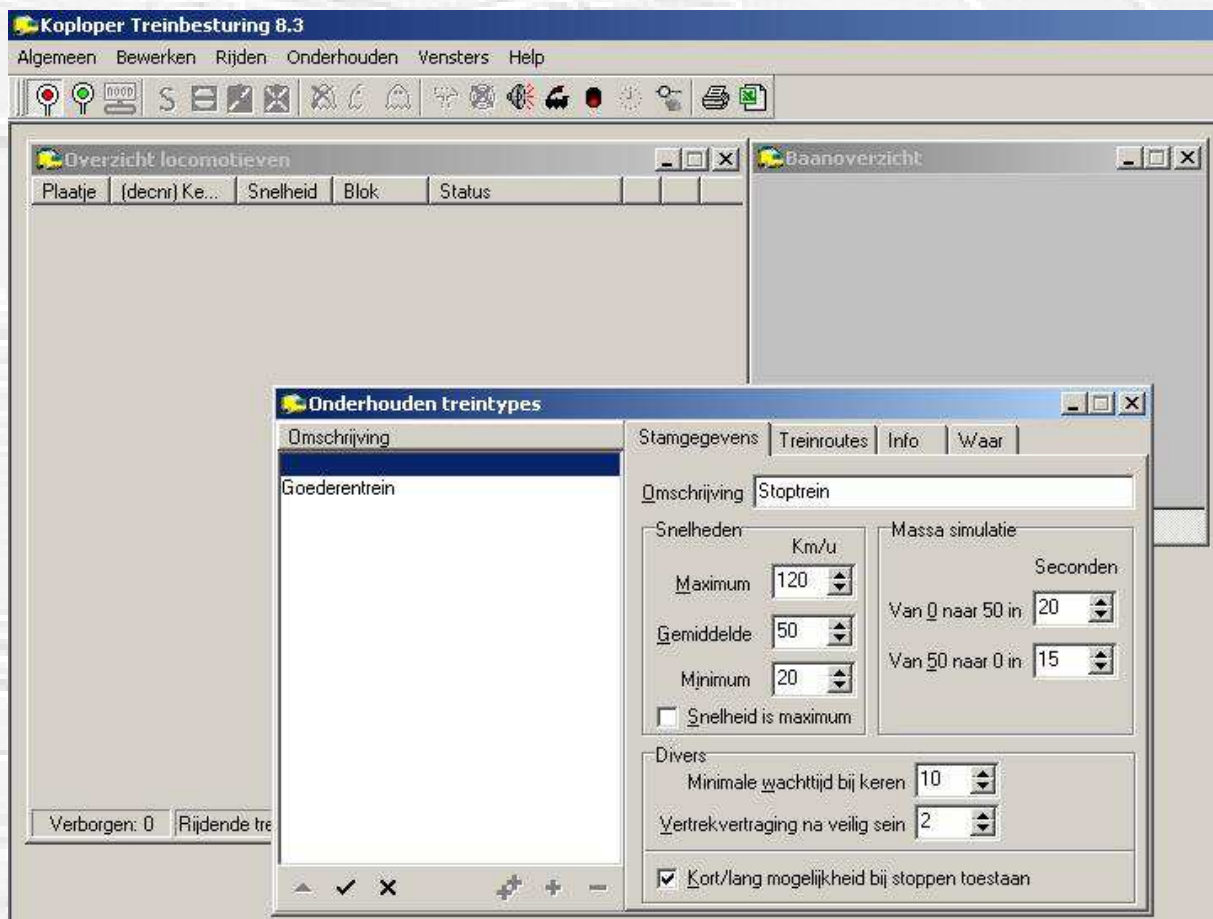 Koploper Treinbesturing 8.3
Algemeen Bewerken Rijden Onderhouden Vensters Help
Overzicht locomotieven
Plaatje (decnr) Ke... Snelheid Blok Status
Baanoverzicht
Onderhouden treintypes
Omschrijving
Goederentrein
Stamgegevens Treinroutes Info Waar
Omschrijving Stoptrein
Snelheden
Km/u
Maximum 120
Gemiddelde 50
Minimum 20
Snelheid is maximum
Massa simulatie
Seconden
Van 0 naar 50 in 20
Van 50 naar 0 in 15
Divers
Minimale wachttijd bij keren 10
Vertrekvertraging na veilig sein 2
Kort/lang mogelijkheid bij stoppen toestaan
Verborgen: 0 Rijdende tre